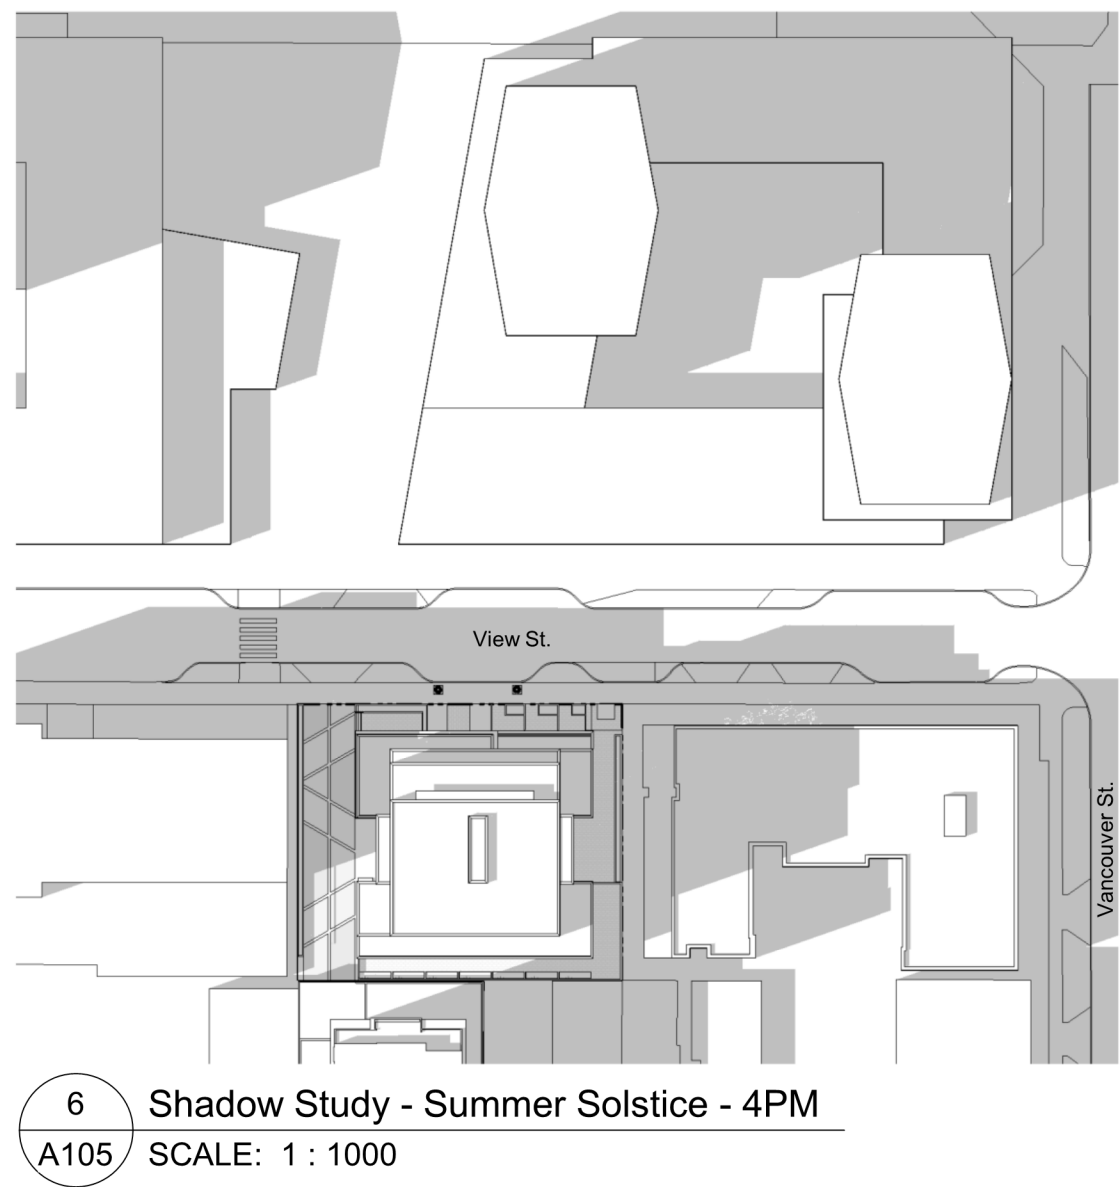 View St.
Vancouver St.
6
A105
Shadow Study - Summer Solstice - 4PM
SCALE: 1 : 1000